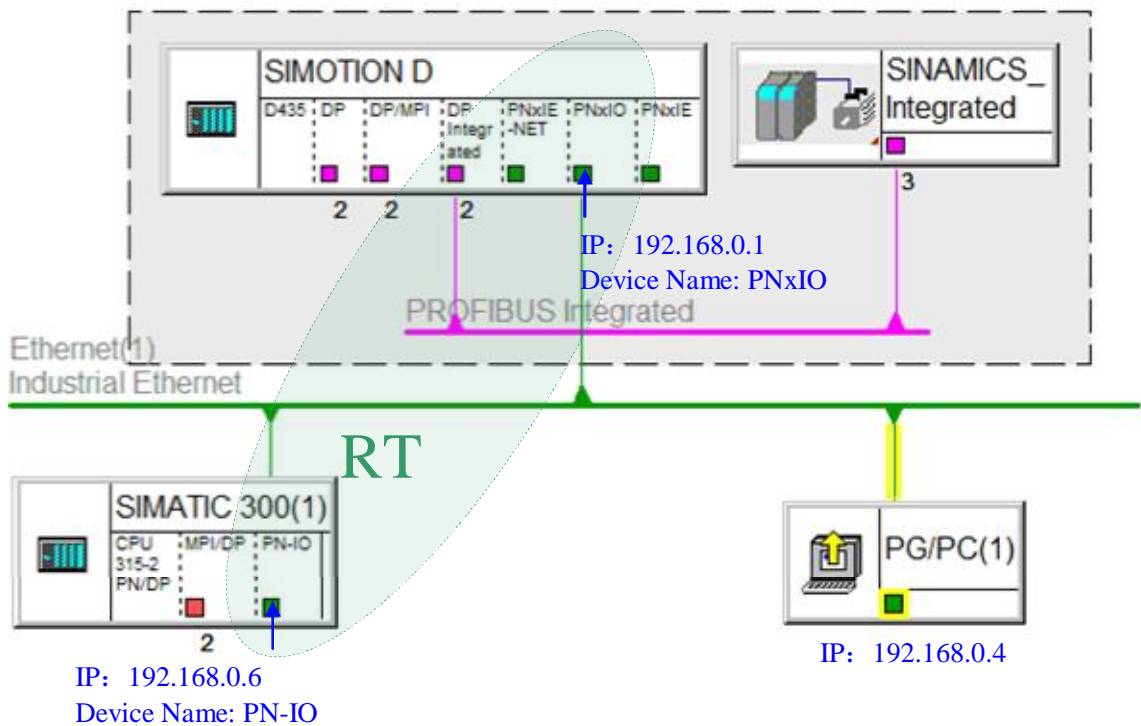 SIMOTION D
D435
DP
DP/MPI
DP
Integr
ated
PNxIE
-NET
PNxIO
PNxIE
2
2
2
SINAMICS_
Integrated
3
IP：192.168.0.1
Device Name: PNxIO
PROFIBUS Integrated
Ethernet(1)
Industrial Ethernet
RT
SIMATIC 300(1)
CPU
315-2
PN/DP
MPI/DP
PN-IO
2
IP：192.168.0.6
Device Name: PN-IO
PG/PC(1)
IP：192.168.0.4